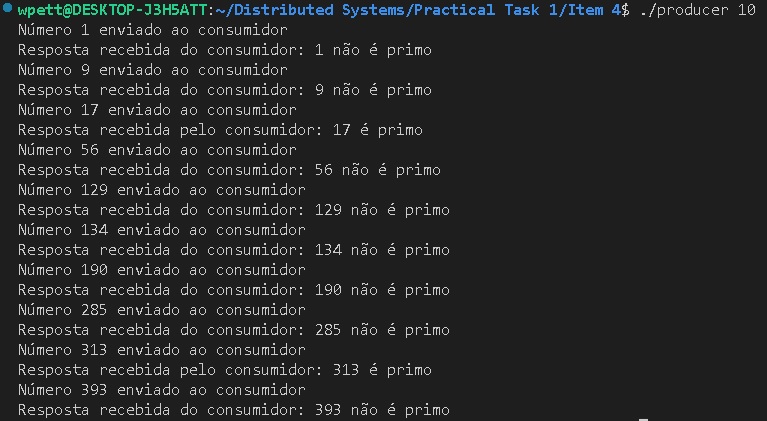 wpett@DESKTOP-J3H5ATT:~/Distributed Systems/Practical Task 1/Item 4$ ./producer 10
Número 1 enviado ao consumidor
Resposta recebida do consumidor: 1 não é primo
Número 9 enviado ao consumidor
Resposta recebida do consumidor: 9 não é primo
Número 17 enviado ao consumidor
Resposta recebida pelo consumidor: 17 é primo
Número 56 enviado ao consumidor
Resposta recebida do consumidor: 56 não é primo
Número 129 enviado ao consumidor
Resposta recebida do consumidor: 129 não é primo
Número 134 enviado ao consumidor
Resposta recebida do consumidor: 134 não é primo
Número 190 enviado ao consumidor
Resposta recebida do consumidor: 190 não é primo
Número 285 enviado ao consumidor
Resposta recebida do consumidor: 285 não é primo
Número 313 enviado ao consumidor
Resposta recebida pelo consumidor: 313 é primo
Número 393 enviado ao consumidor
Resposta recebida do consumidor: 393 não é primo